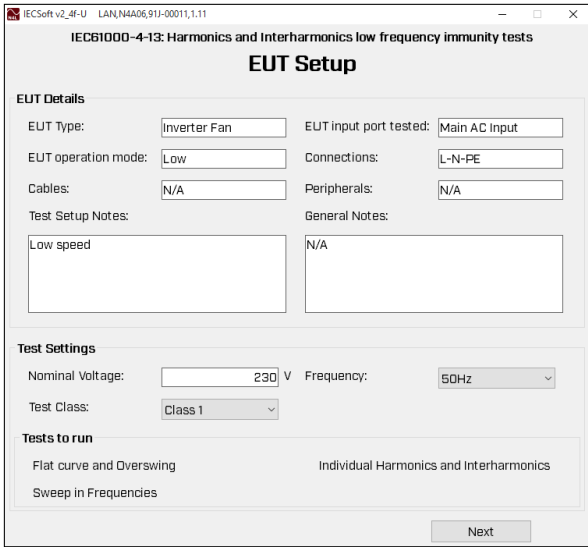 IECSoft v2_4f-U LAN,N4A06,91J-00011,1.11
IEC61000-4-13: Harmonics and Interharmonics low frequency immunity tests
EUT Setup
EUT Details
EUT Type: Inverter Fan EUT input port tested: Main AC Input
EUT operation mode: Low Connections: L-N-PE
Cables: N/A Peripherals: N/A
Test Setup Notes: General Notes:
Low speed N/A
Test Settings
Nominal Voltage: 230 V Frequency: 50Hz
Test Class: Class 1
Tests to run
Flat curve and Overswing Individual Harmonics and Interharmonics
Sweep in Frequencies
Next